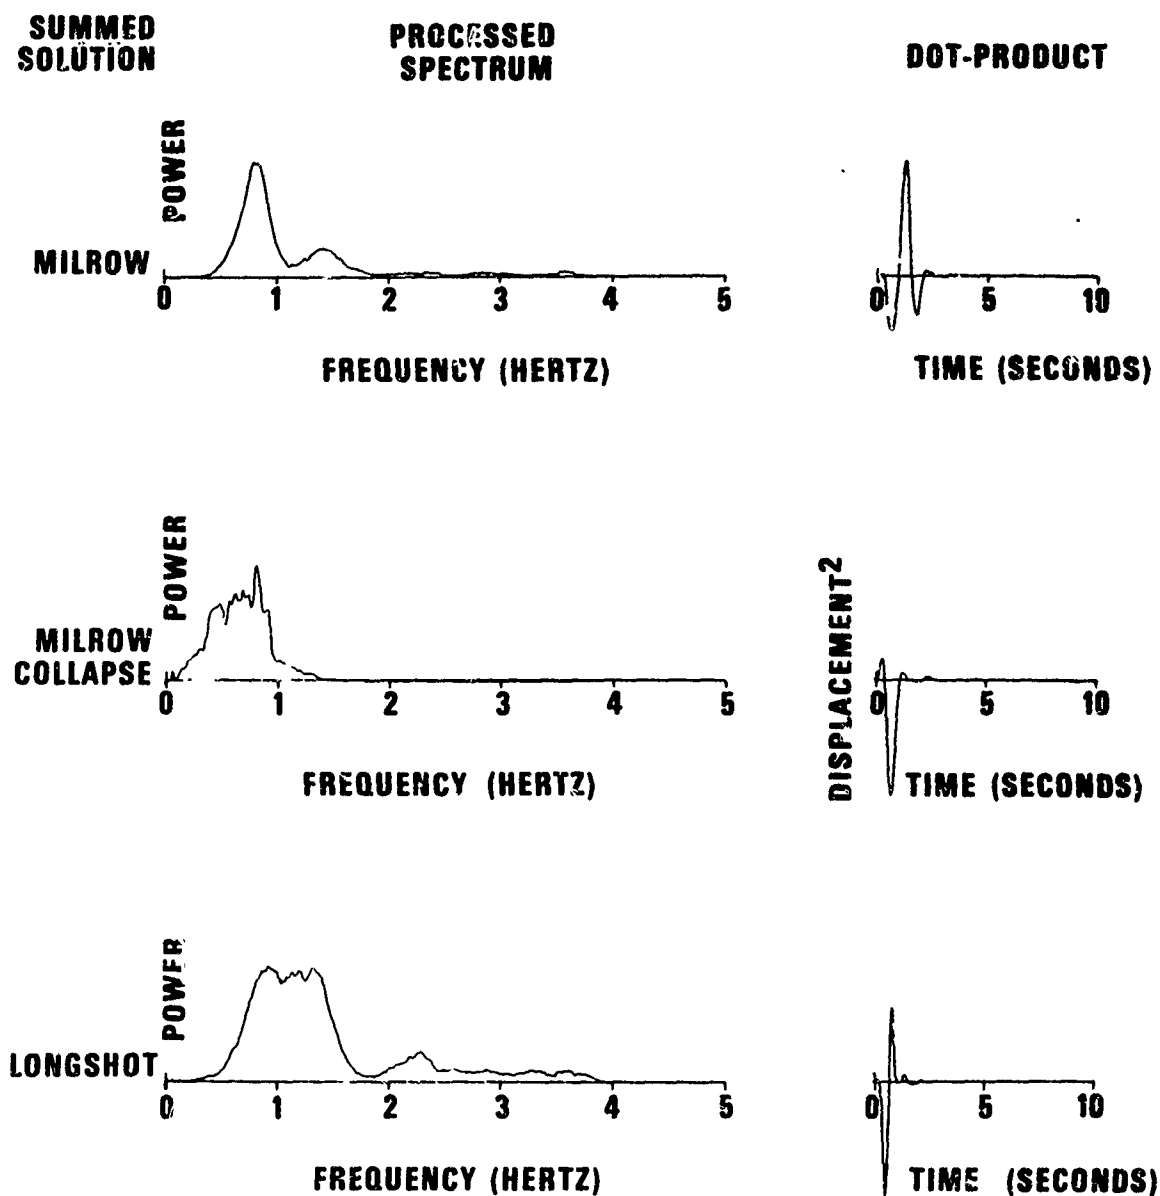 SUMMED
SOLUTION
PROCESSED
SPECTRUM
DOT-PRODUCT
POWER
MILROW
0 1 2 3 4 5
FREQUENCY (HERTZ)
0 5 10
TIME (SECONDS)
POWER
MILROW
COLLAPSE
0 1 2 3 4 5
FREQUENCY (HERTZ)
DISPLACEMENT2
0 5 10
TIME (SECONDS)
POWER
LONGSHOT
0 1 2 3 4 5
FREQUENCY (HERTZ)
0 5 10
TIME (SECONDS)